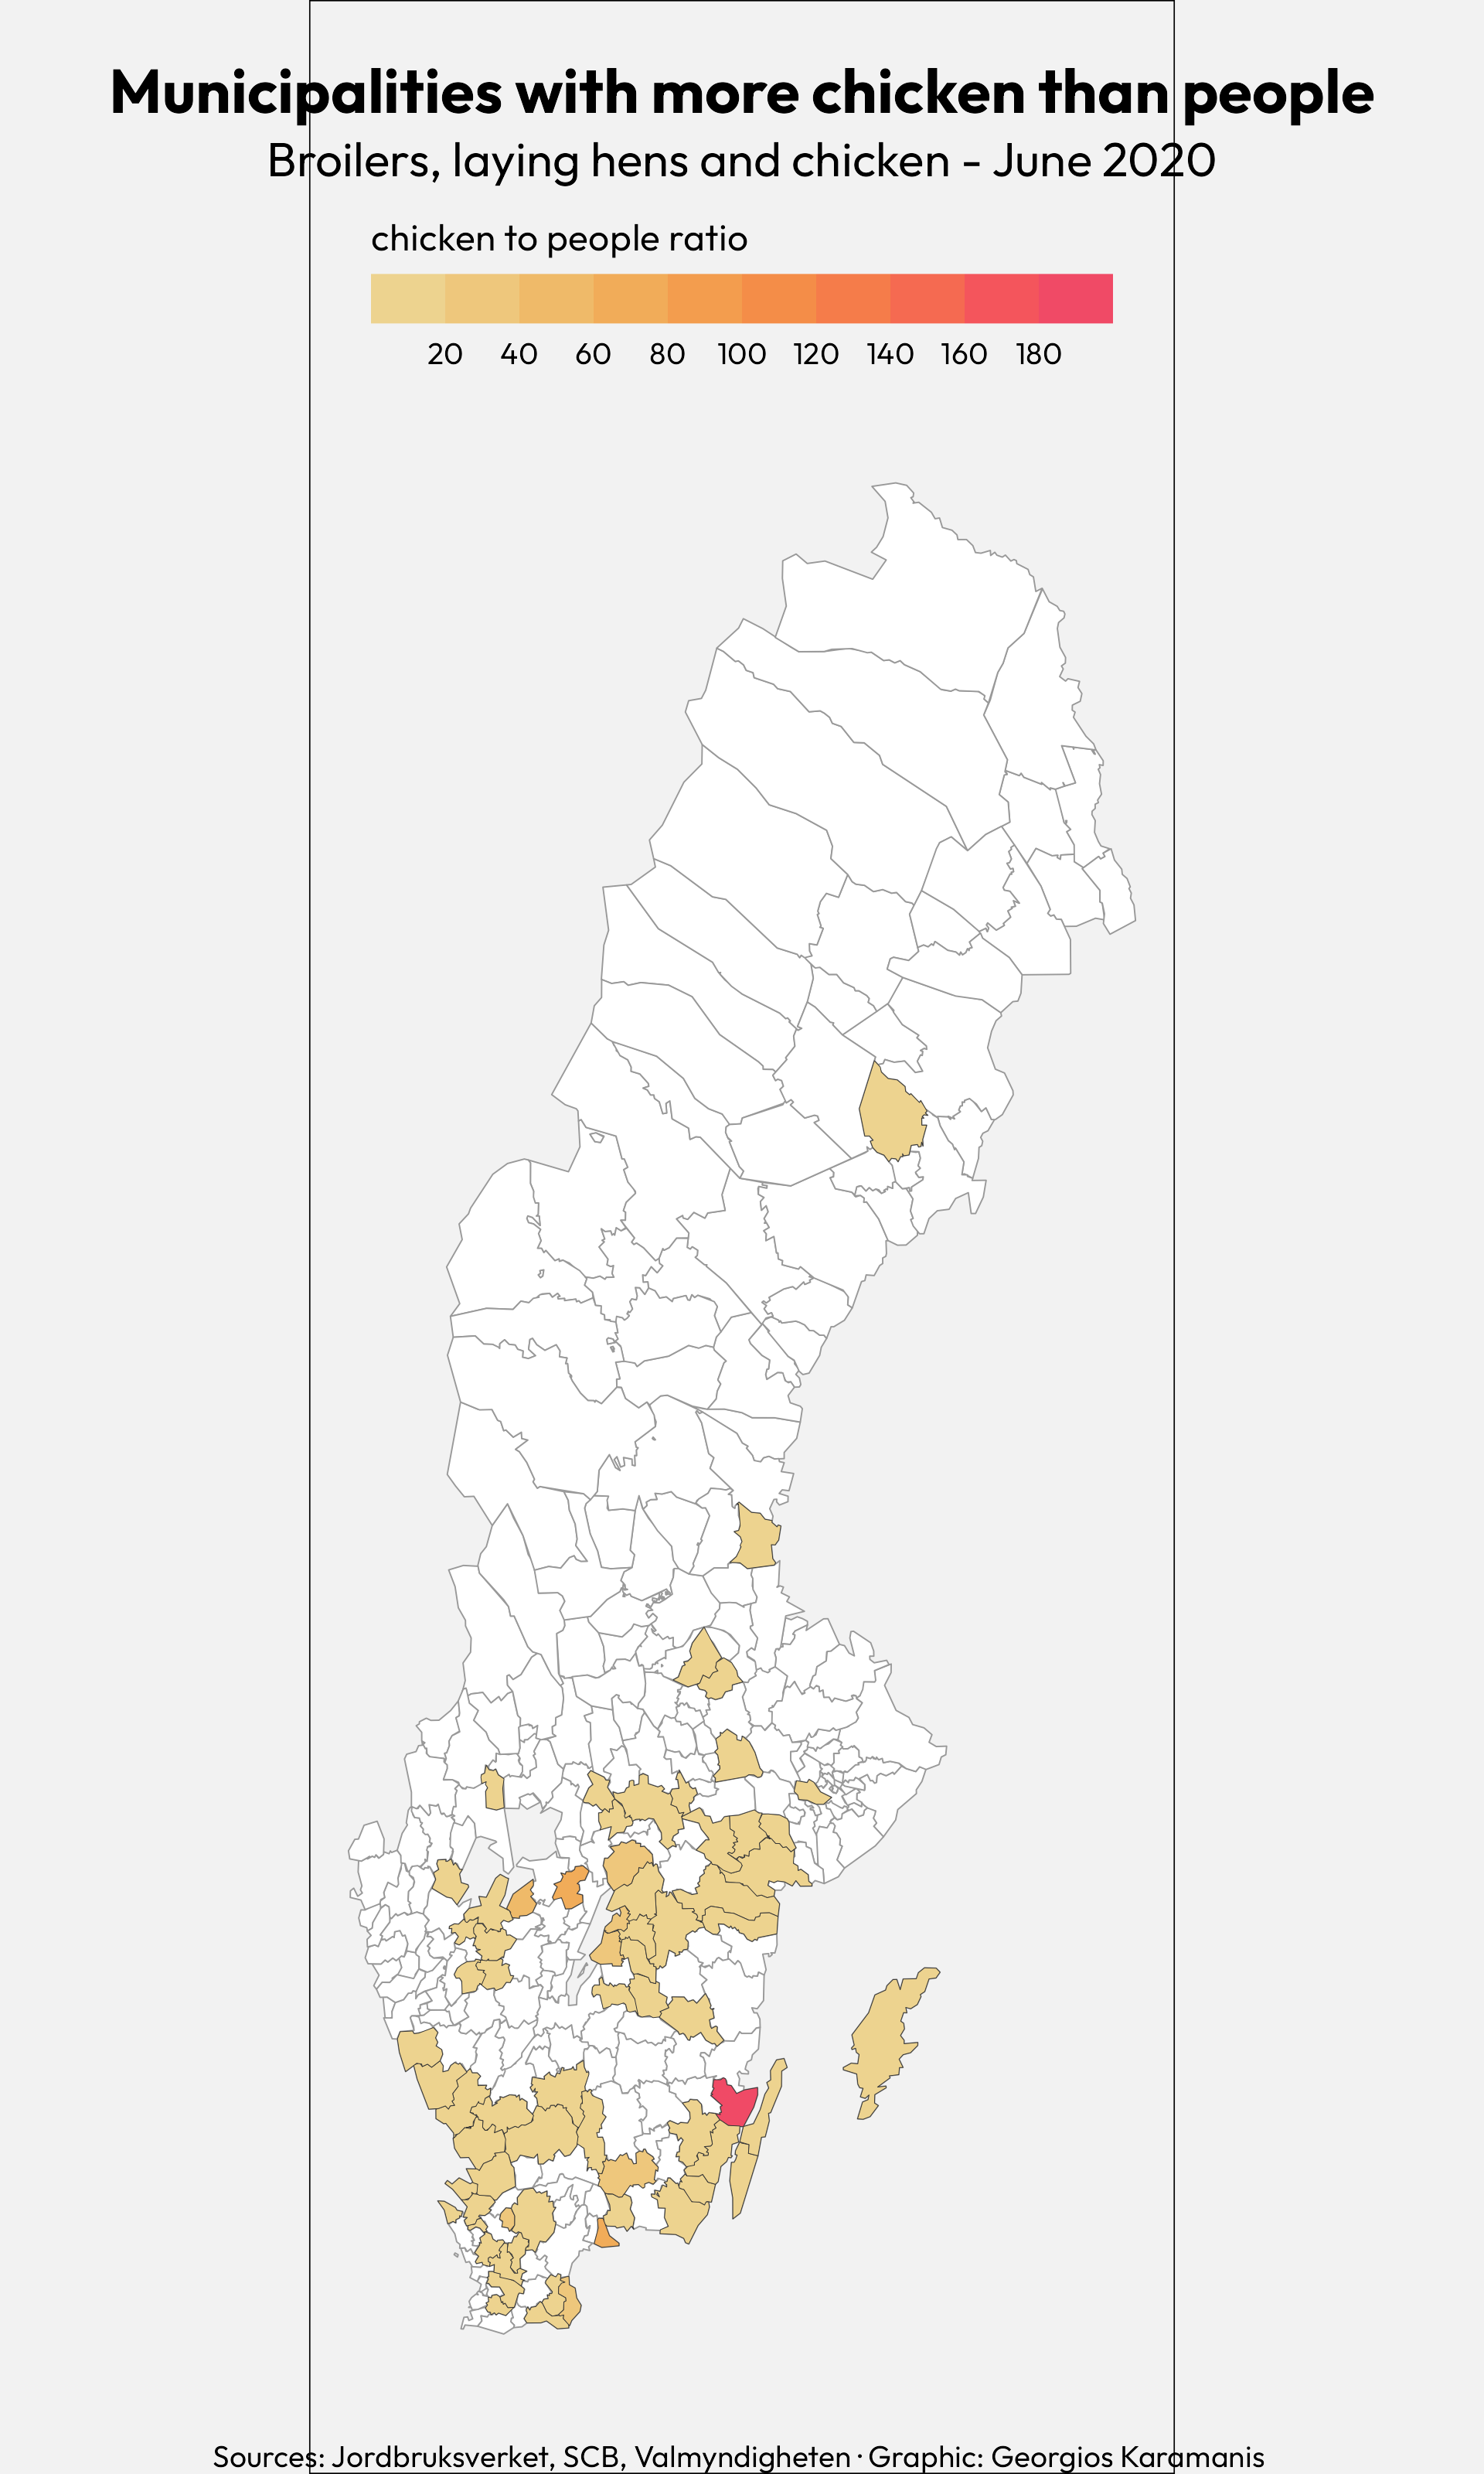 Municipalities with more chicken than people
Broilers, laying hens and chicken - June 2020
chicken to people ratio
20 40 60 80 100 120 140 160 180
Sources: Jordbruksverket, SCB, Valmyndigheten · Graphic: Georgios Karamanis